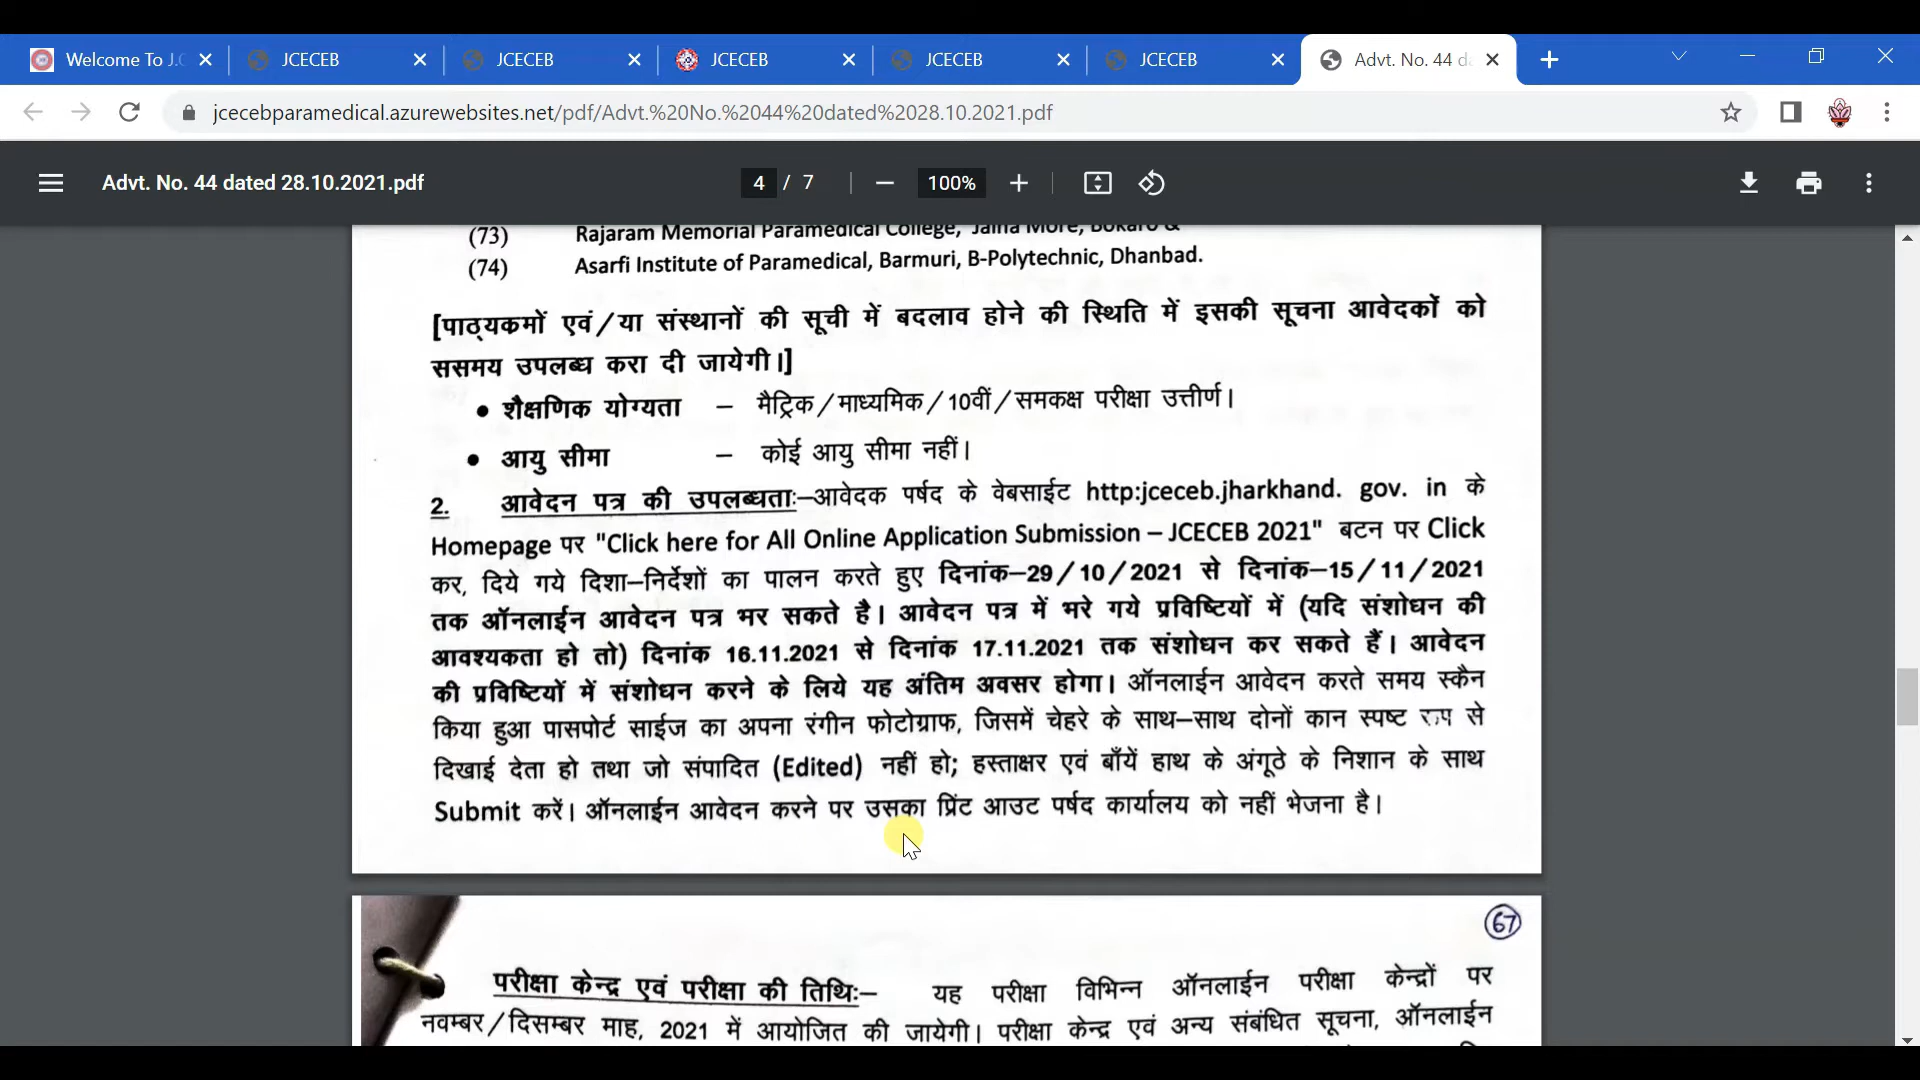 Welcome To J.C
JCECEB
JCECEB
JCECEB
JCECEB
JCECEB
Advt. No. 44 d
jcecebparamedical.azurewebsites.net/pdf/Advt.%20No.%2044%20dated%2028.10.2021.pdf
Advt. No. 44 dated 28.10.2021.pdf
4 / 7
100%
(73) Rajaram Memorial Paramedical College, Jaina More, Bokaro &
(74) Asarfi Institute of Paramedical, Barmuri, B-Polytechnic, Dhanbad.
[पाठ्यकमों एवं/या संस्थानों की सूची में बदलाव होने की स्थिति में इसकी सूचना आवेदकों को
ससमय उपलब्ध करा दी जायेगी।]
• शैक्षणिक योग्यता – मैट्रिक/माध्यमिक/10वीं/समकक्ष परीक्षा उत्तीर्ण।
• आयु सीमा – कोई आयु सीमा नहीं।
2. आवेदन पत्र की उपलब्धताः–आवेदक पर्षद के वेबसाईट http:jceceb.jharkhand. gov. in के
Homepage पर "Click here for All Online Application Submission – JCECEB 2021" बटन पर Click
कर, दिये गये दिशा–निर्देशों का पालन करते हुए दिनांक–29/10/2021 से दिनांक–15/11/2021
तक ऑनलाईन आवेदन पत्र भर सकते है। आवेदन पत्र में भरे गये प्रविष्टियों में (यदि संशोधन की
आवश्यकता हो तो) दिनांक 16.11.2021 से दिनांक 17.11.2021 तक संशोधन कर सकते हैं। आवेदन
की प्रविष्टियों में संशोधन करने के लिये यह अंतिम अवसर होगा। ऑनलाईन आवेदन करते समय स्कैन
किया हुआ पासपोर्ट साईज का अपना रंगीन फोटोग्राफ, जिसमें चेहरे के साथ–साथ दोनों कान स्पष्ट रूप से
दिखाई देता हो तथा जो संपादित (Edited) नहीं हो; हस्ताक्षर एवं बाँयें हाथ के अंगूठे के निशान के साथ
Submit करें। ऑनलाईन आवेदन करने पर उसका प्रिंट आउट पर्षद कार्यालय को नहीं भेजना है।
67
परीक्षा केन्द्र एवं परीक्षा की तिथिः– यह परीक्षा विभिन्न ऑनलाईन परीक्षा केन्द्रों पर
नवम्बर/दिसम्बर माह, 2021 में आयोजित की जायेगी। परीक्षा केन्द्र एवं अन्य संबंधित सूचना, ऑनलाईन